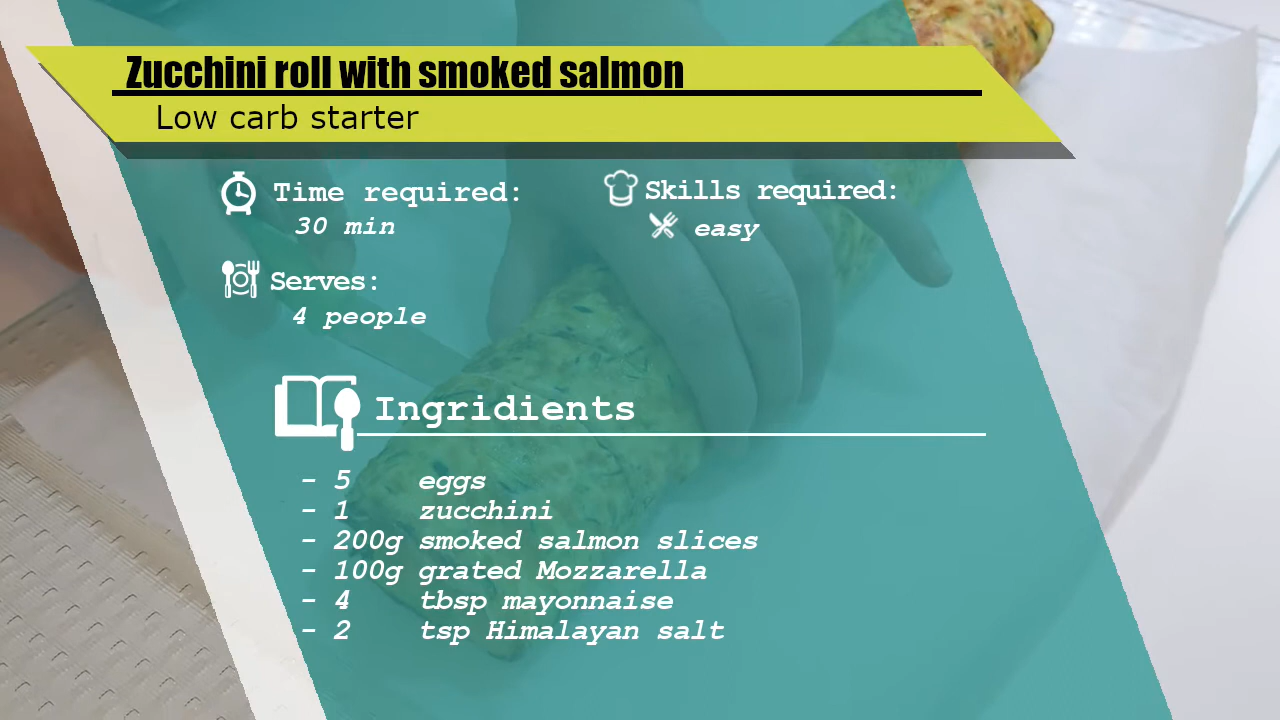 Zucchini roll with smoked salmon
Low carb starter
Time required:
30 min
Skills required:
easy
Serves:
4 people
Ingridients
- 5 eggs
- 1 zucchini
- 200g smoked salmon slices
- 100g grated Mozzarella
- 4 tbsp mayonnaise
- 2 tsp Himalayan salt